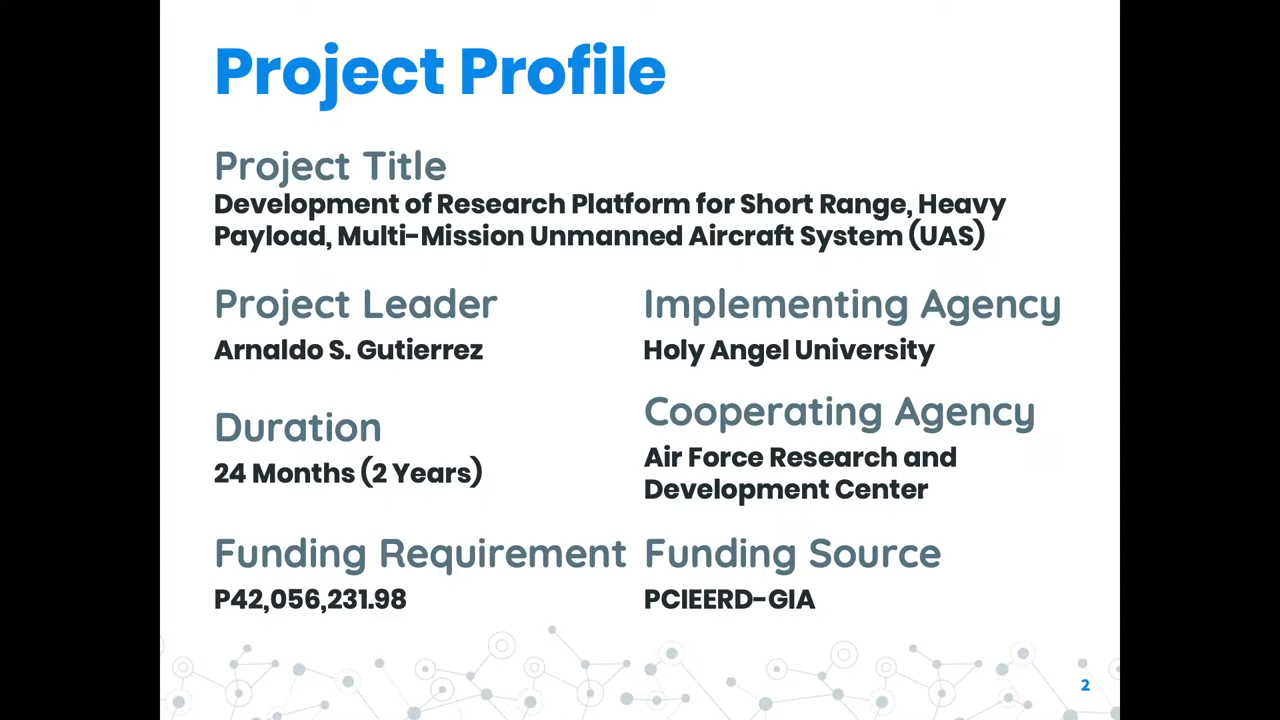 Project Profile
Project Title
Development of Research Platform for Short Range, Heavy
Payload, Multi-Mission Unmanned Aircraft System (UAS)
Project Leader
Arnaldo S. Gutierrez
Implementing Agency
Holy Angel University
Duration
24 Months (2 Years)
Cooperating Agency
Air Force Research and
Development Center
Funding Requirement
P42,056,231.98
Funding Source
PCIEERD-GIA
2